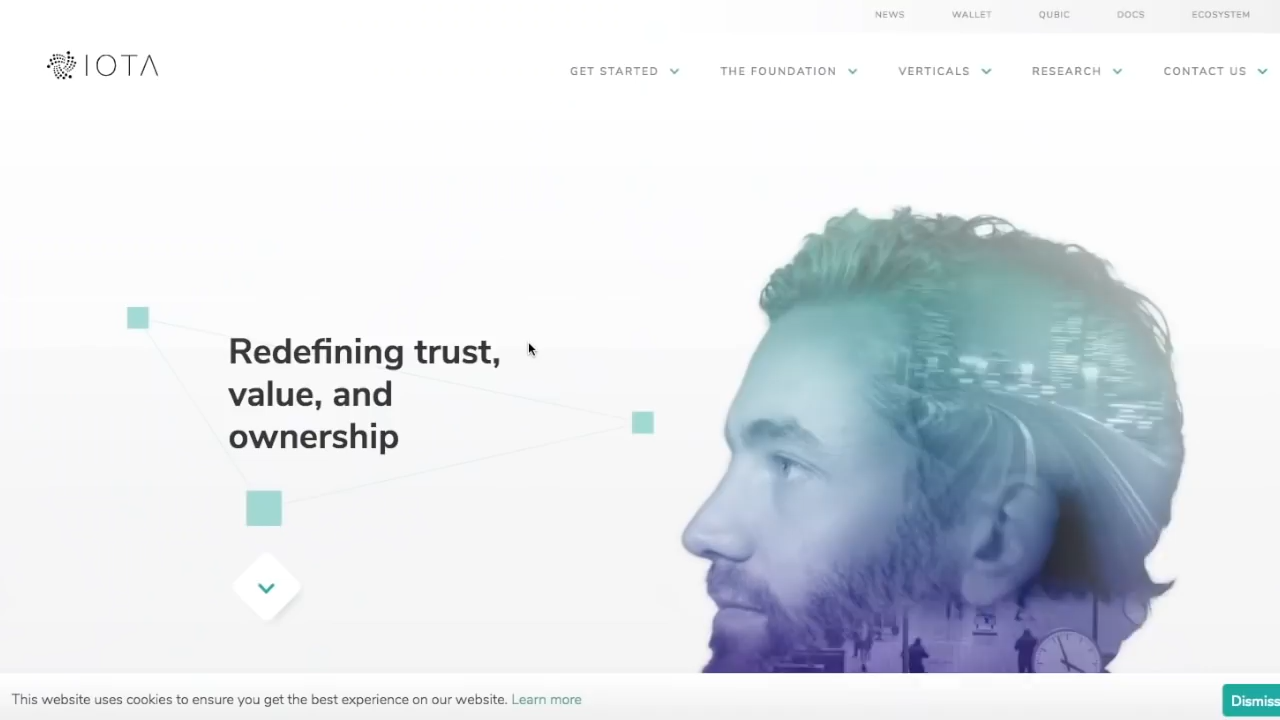 NEWS WALLET QUBIC DOCS ECOSYSTEM
IOTA
GET STARTED THE FOUNDATION VERTICALS RESEARCH CONTACT US
Redefining trust,
value, and
ownership
This website uses cookies to ensure you get the best experience on our website. Learn more
Dismiss